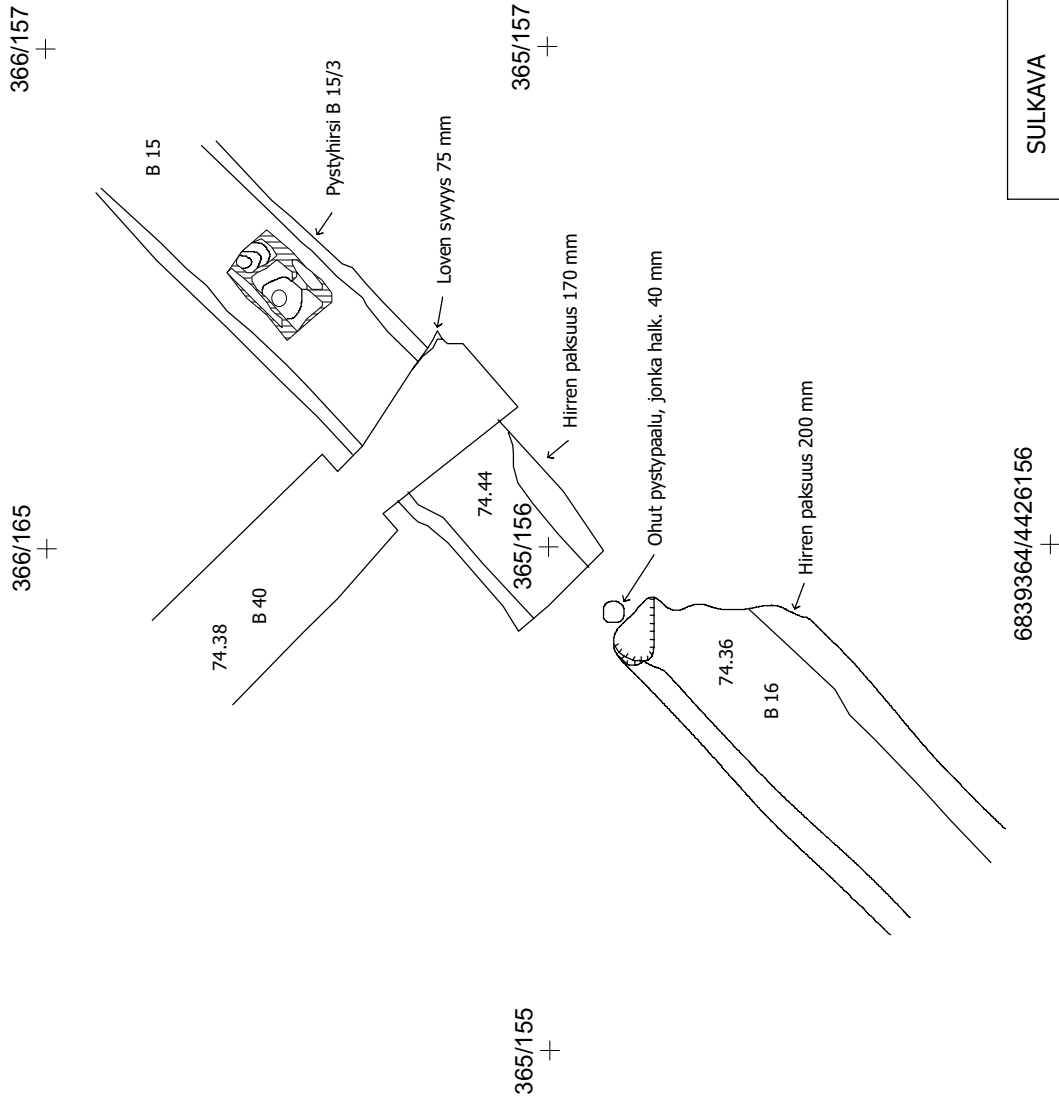 366/157
365/157
B 15
Pystyhirsi B 15/3
Loven syvyys 75 mm
Hirren paksuus 170 mm
Ohut pystypaalu, jonka halk. 40 mm
Hirren paksuus 200 mm
366/165
74.38
B 40
74.44
365/156
74.36
B 16
6839364/4426156
365/155
SULKAVA